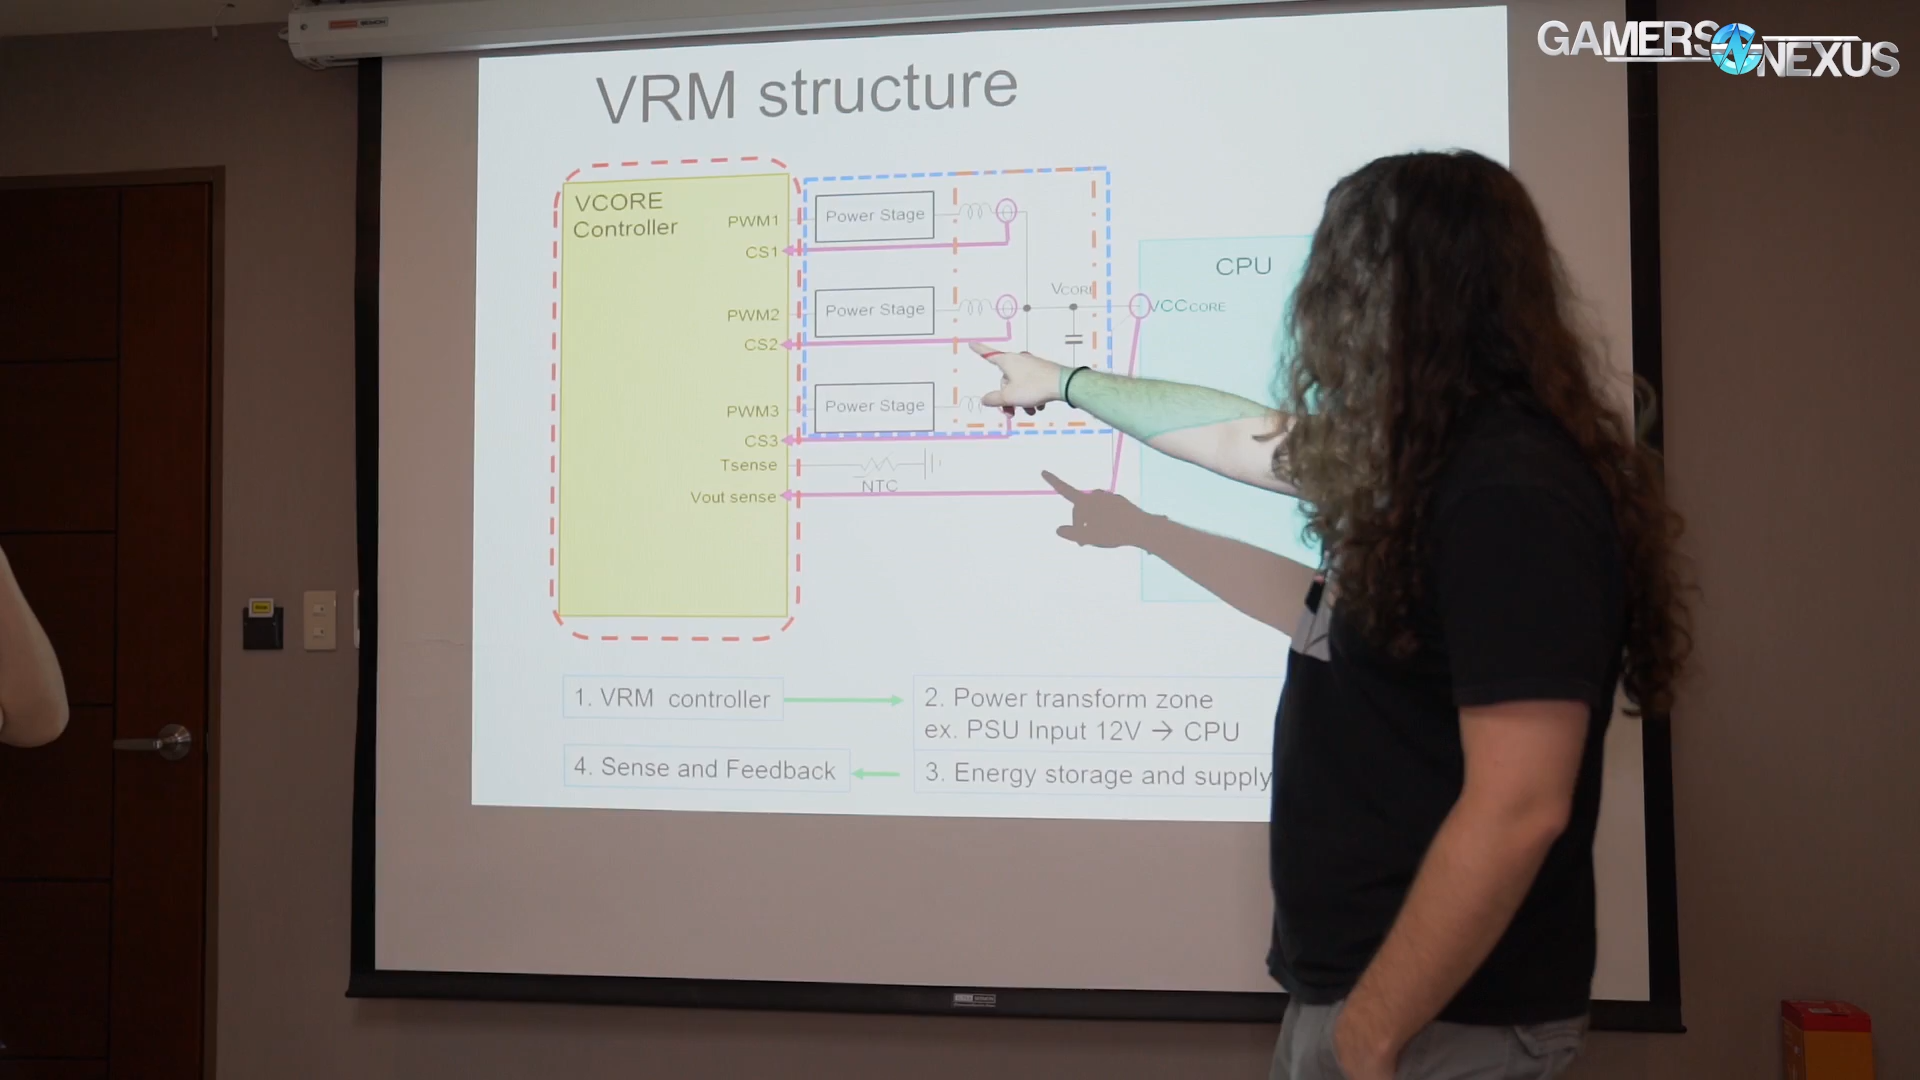 GAMERS NEXUS
VRM structure
VCORE
Controller
PWM1
CS1
PWM2
CS2
PWM3
CS3
Tsense
Vout sense
Power Stage
Power Stage
Power Stage
NTC
VCORE
CPU
VCCCORE
1. VRM controller
2. Power transform zone
ex. PSU Input 12V → CPU
4. Sense and Feedback
3. Energy storage and supply